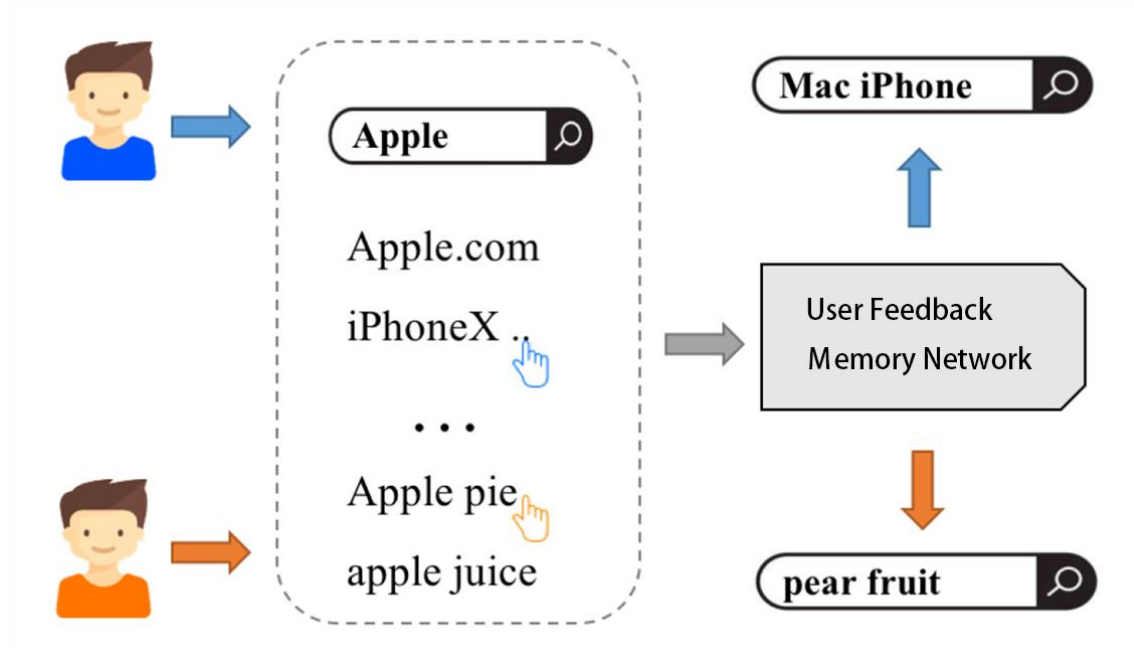 Apple
Apple.com
iPhoneX ..
...
Apple pie
apple juice
User Feedback
Memory Network
Mac iPhone
pear fruit